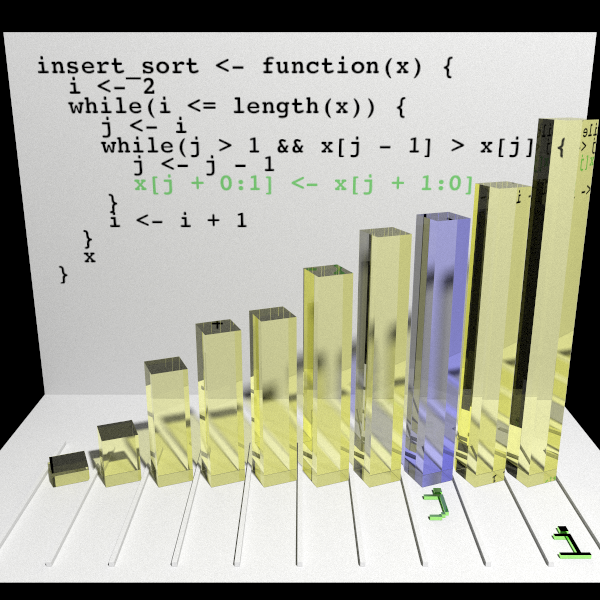 insert_sort <- function(x) {
i <- 2
while(i <= length(x)) {
j <- i
while(j > 1 && x[j - 1] > x[j]) {
j <- j - 1
x[j + 0:1] <- x[j + 1:0]
}
i <- i + 1
}
x
}
j
i